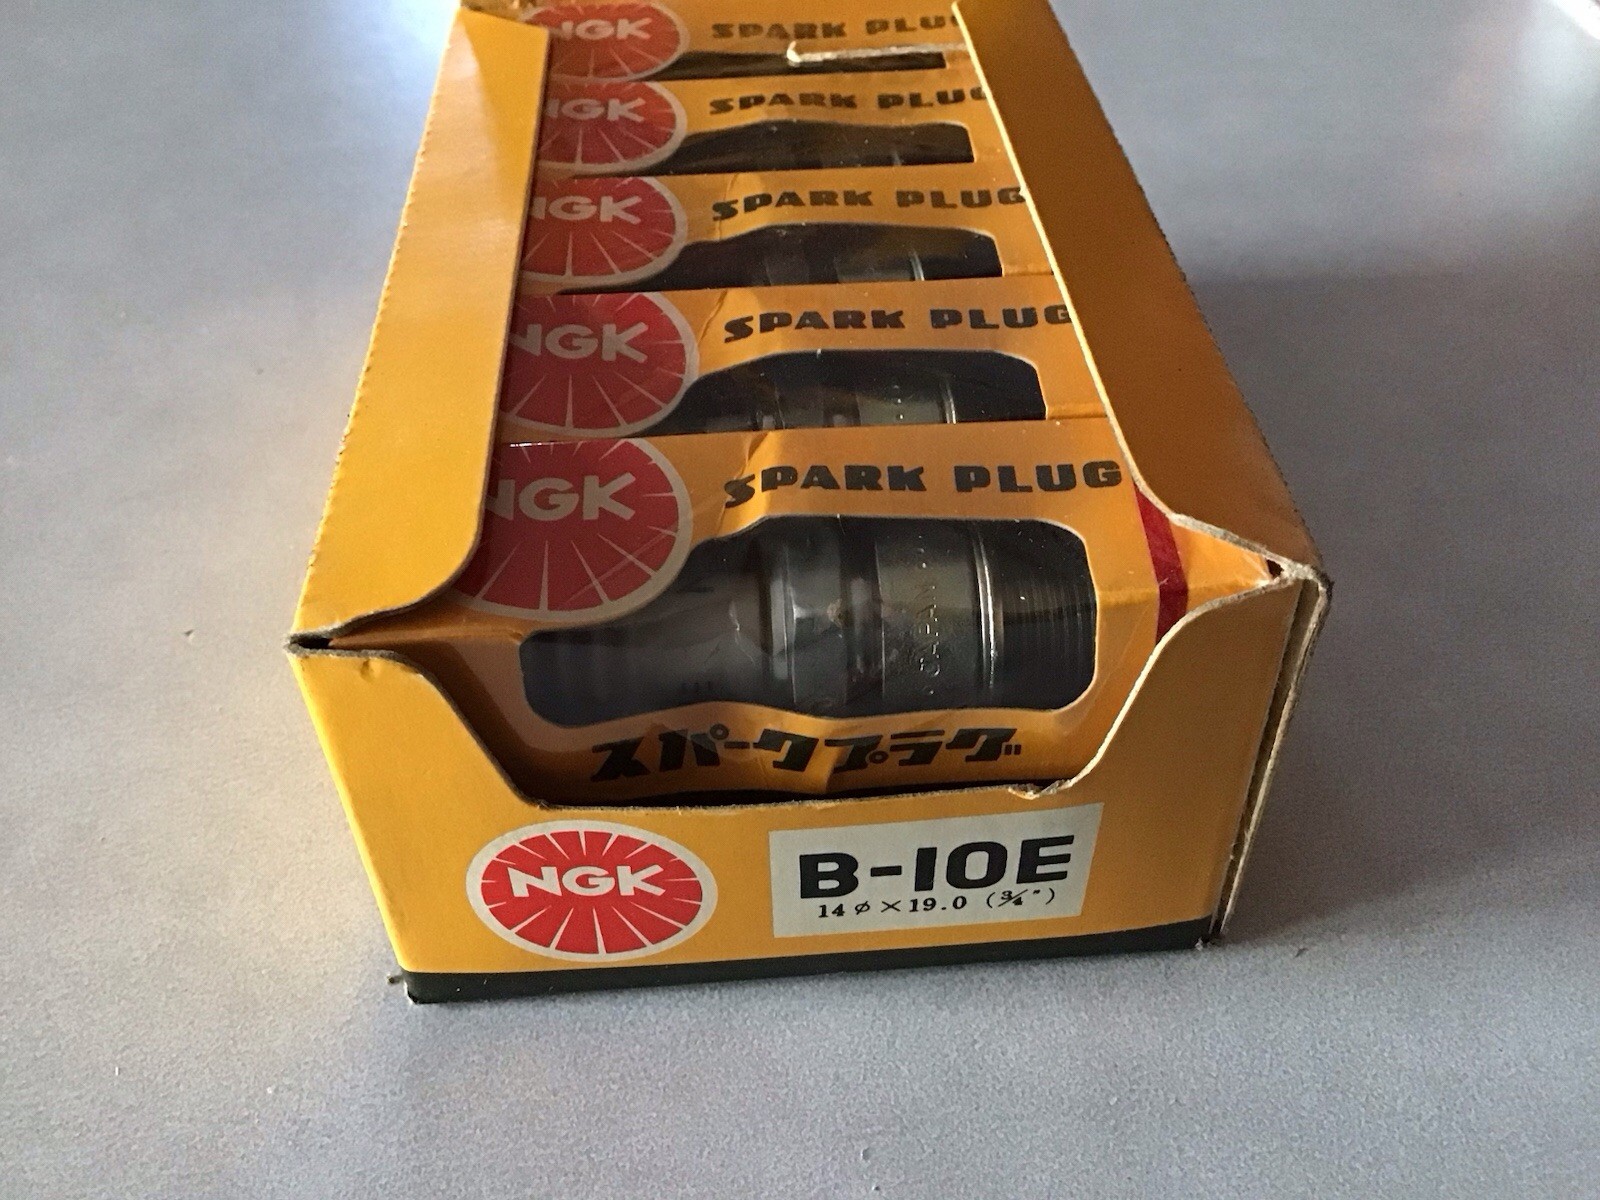 NGK SPARK PLUG
NGK SPARK PLUG
NGK SPARK PLUG
NGK SPARK PLUG
NGK SPARK PLUG
JAPAN
スパークプラグ
NGK
B-10E
14φ×19.0 (3/4")